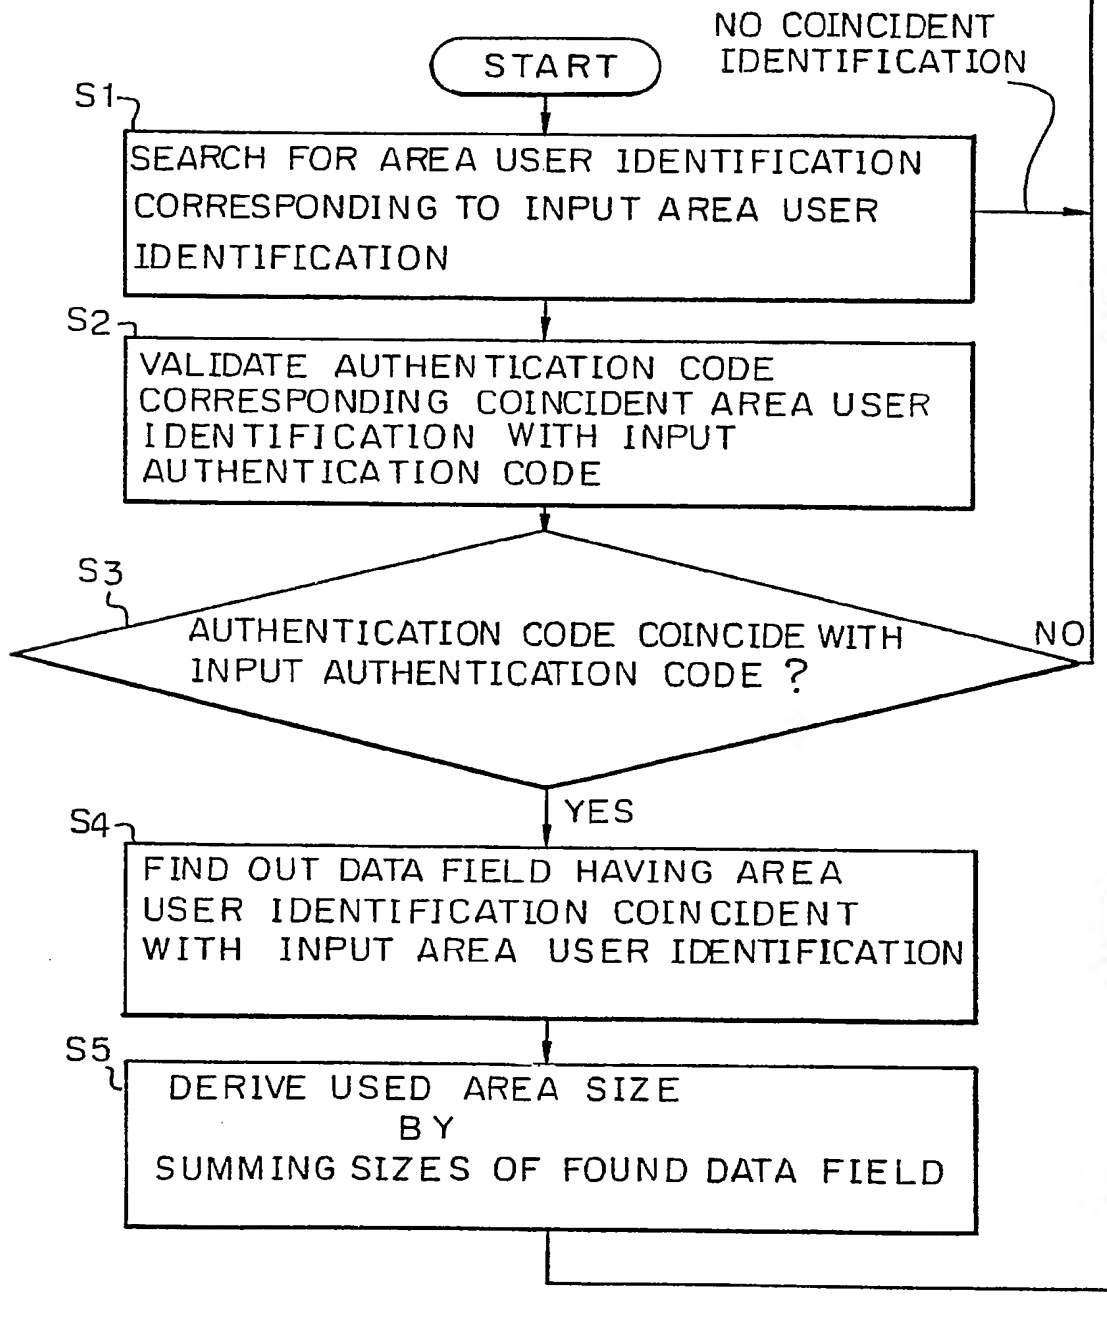 NO COINCIDENT
IDENTIFICATION
START
S1
SEARCH FOR AREA USER IDENTIFICATION
CORRESPONDING TO INPUT AREA USER
IDENTIFICATION
S2
VALIDATE AUTHENTICATION CODE
CORRESPONDING COINCIDENT AREA USER
IDENTIFICATION WITH INPUT
AUTHENTICATION CODE
S3
AUTHENTICATION CODE COINCIDE WITH
INPUT AUTHENTICATION CODE ?
NO
YES
S4
FIND OUT DATA FIELD HAVING AREA
USER IDENTIFICATION COINCIDENT
WITH INPUT AREA USER IDENTIFICATION
S5
DERIVE USED AREA SIZE
BY
SUMMING SIZES OF FOUND DATA FIELD